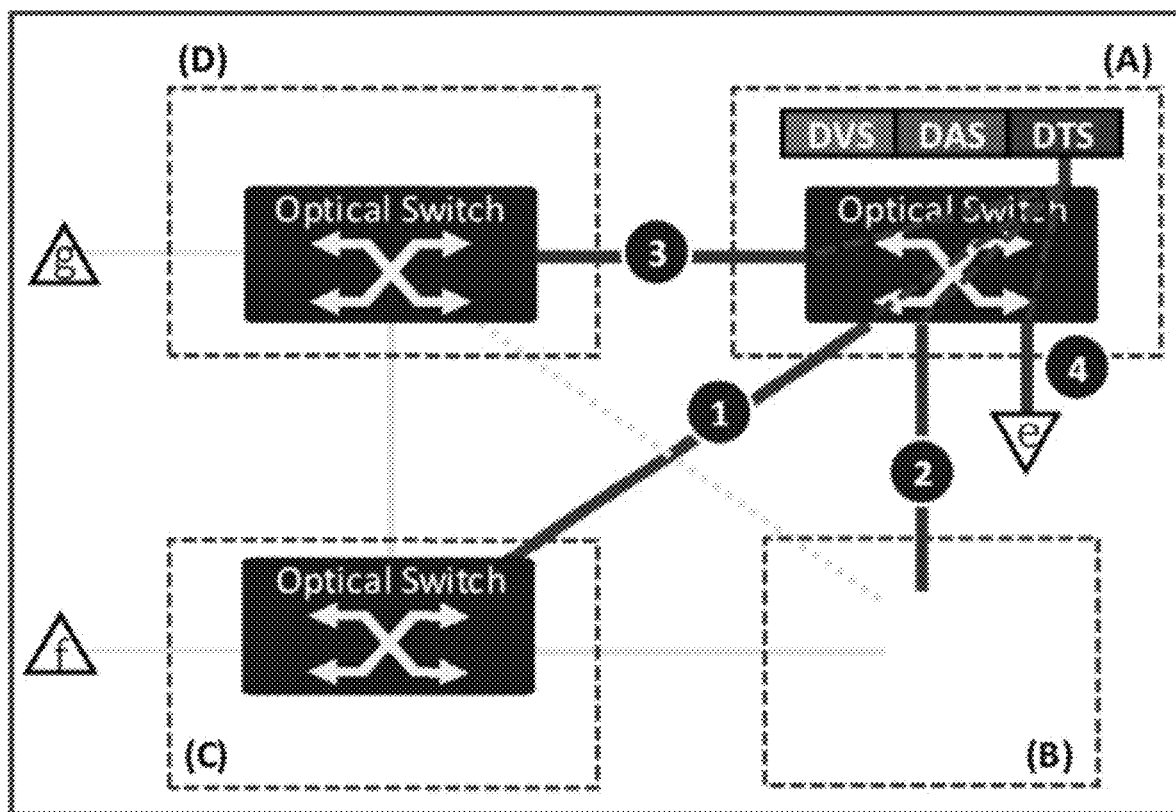 (D)
(A)
DVS DAS DTS
Optical Switch
Optical Switch
g
3
4
1
e
2
Optical Switch
f
(C)
(B)